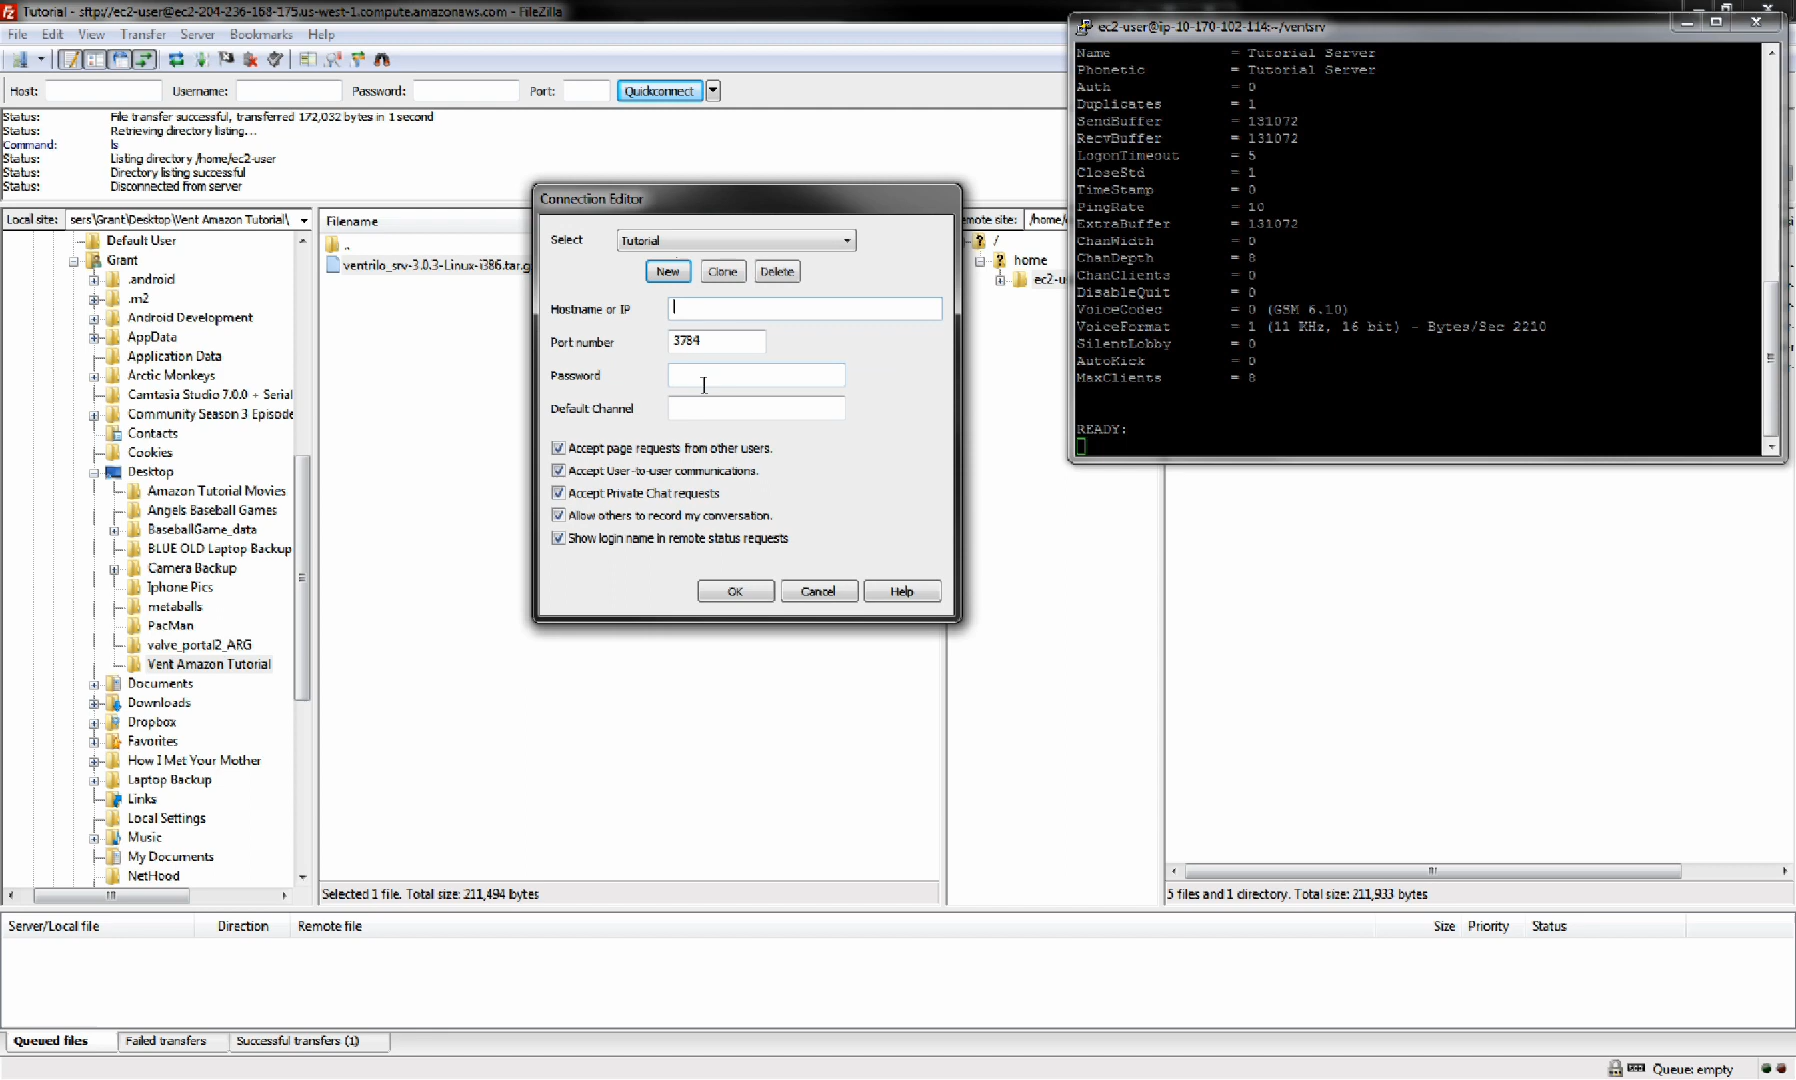 Tutorial - sftp://ec2-user@ec2-204-236-168-175.us-west-1.compute.amazonaws.com - FileZilla
File Edit View Transfer Server Bookmarks Help
Host: Username: Password: Port: Quickconnect
Status: File transfer successful, transferred 172,032 bytes in 1 second
Status: Retrieving directory listing...
Command: ls
Status: Listing directory /home/ec2-user
Status: Directory listing successful
Status: Disconnected from server
Local site: sers\Grant\Desktop\Vent Amazon Tutorial\
Default User
Grant
.android
.m2
Android Development
AppData
Application Data
Arctic Monkeys
Camtasia Studio 7.0.0 + Serial
Community Season 3 Episode
Contacts
Cookies
Desktop
Amazon Tutorial Movies
Angels Baseball Games
BaseballGame_data
BLUE OLD Laptop Backup
Camera Backup
Iphone Pics
metaballs
PacMan
valve_portal2_ARG
Vent Amazon Tutorial
Documents
Downloads
Dropbox
Favorites
How I Met Your Mother
Laptop Backup
Links
Local Settings
Music
My Documents
NetHood
Filename
..
ventrilo_srv-3.0.3-Linux-i386.tar.g
Selected 1 file. Total size: 211,494 bytes
Connection Editor
Select Tutorial
New Clone Delete
Hostname or IP
Port number 3784
Password
Default Channel
Accept page requests from other users.
Accept User-to-user communications.
Accept Private Chat requests
Allow others to record my conversation.
Show login name in remote status requests
OK Cancel Help
emote site: /home/e
/
home
ec2-u
5 files and 1 directory. Total size: 211,933 bytes
ec2-user@ip-10-170-102-114:~/ventsrv
Name = Tutorial Server
Phonetic = Tutorial Server
Auth = 0
Duplicates = 1
SendBuffer = 131072
RecvBuffer = 131072
LogonTimeout = 5
CloseStd = 1
TimeStamp = 0
PingRate = 10
ExtraBuffer = 131072
ChanWidth = 0
ChanDepth = 8
ChanClients = 0
DisableQuit = 0
VoiceCodec = 0 (GSM 6.10)
VoiceFormat = 1 (11 KHz, 16 bit) - Bytes/Sec 2210
SilentLobby = 0
AutoKick = 0
MaxClients = 8
READY:
Server/Local file Direction Remote file Size Priority Status
Queued files Failed transfers Successful transfers (1)
Queue: empty